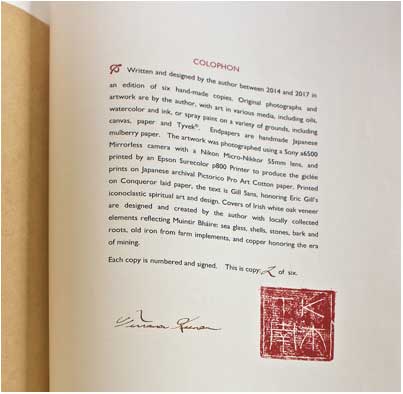 COLOPHON
Written and designed by the author between 2014 and 2017 in
an edition of six hand-made copies. Original photographs and
artwork are by the author, with art in various media, including oils,
watercolor and ink, or spray paint on a variety of grounds, including
canvas, paper and Tyvek®. Endpapers are handmade Japanese
mulberry paper. The artwork was photographed using a Sony a6500
Mirrorless camera with a Nikon Micro-Nikkor 55mm lens, and
printed by an Epson Surecolor p800 Printer to produce the giclée
prints on Japanese archival Pictorico Pro Art Cotton paper. Printed
on Conqueror laid paper, the text is Gill Sans, honoring Eric Gill's
iconoclastic spiritual art and design. Covers of Irish white oak veneer
are designed and created by the author with locally collected
elements reflecting Muintir Bháire: sea glass, shells, stones, bark and
roots, old iron from farm implements, and copper honoring the era
of mining.
Each copy is numbered and signed. This is copy 2 of six.